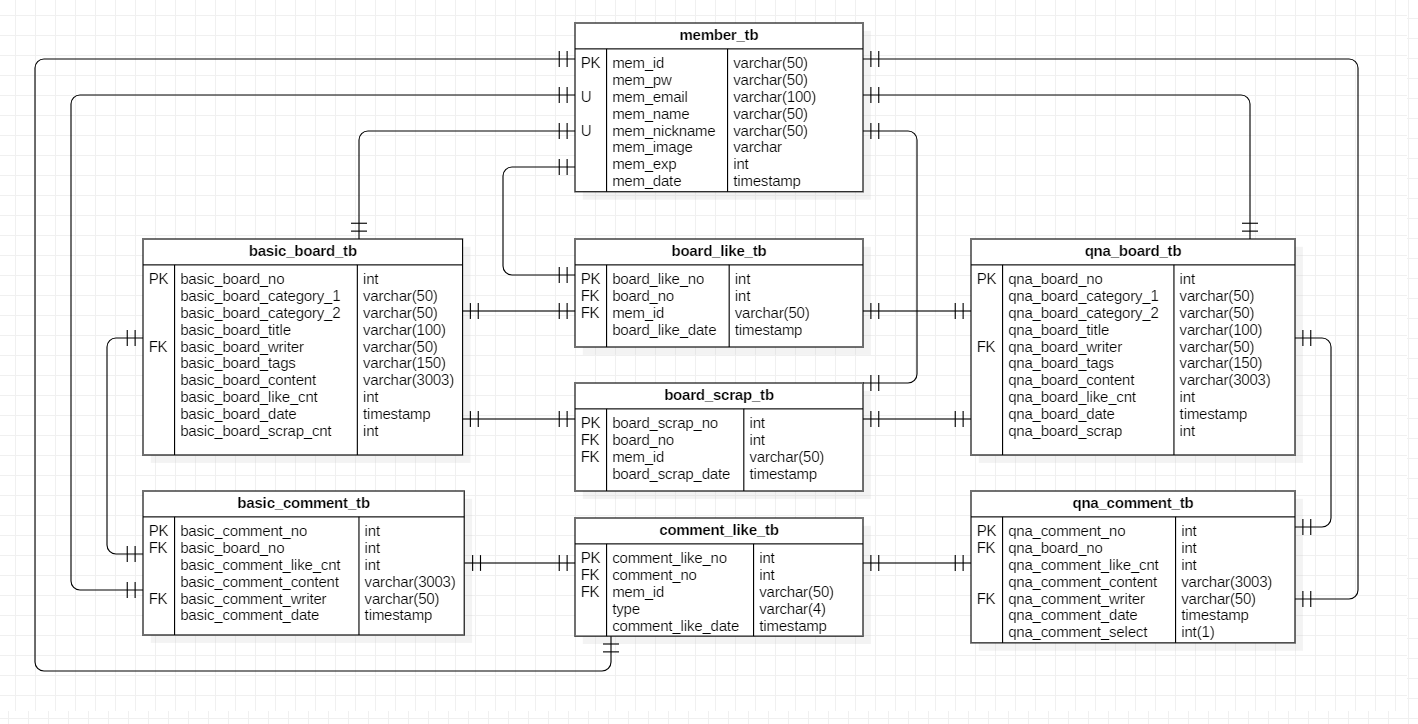 member_tb
PK mem_id varchar(50)
mem_pw varchar(50)
U mem_email varchar(100)
mem_name varchar(50)
U mem_nickname varchar(50)
mem_image varchar
mem_exp int
mem_date timestamp
basic_board_tb
PK basic_board_no int
basic_board_category_1 varchar(50)
basic_board_category_2 varchar(50)
basic_board_title varchar(100)
FK basic_board_writer varchar(50)
basic_board_tags varchar(150)
basic_board_content varchar(3003)
basic_board_like_cnt int
basic_board_date timestamp
basic_board_scrap_cnt int
board_like_tb
PK board_like_no int
FK board_no int
FK mem_id varchar(50)
board_like_date timestamp
qna_board_tb
PK qna_board_no int
qna_board_category_1 varchar(50)
qna_board_category_2 varchar(50)
qna_board_title varchar(100)
FK qna_board_writer varchar(50)
qna_board_tags varchar(150)
qna_board_content varchar(3003)
qna_board_like_cnt int
qna_board_date timestamp
qna_board_scrap int
board_scrap_tb
PK board_scrap_no int
FK board_no int
FK mem_id varchar(50)
board_scrap_date timestamp
basic_comment_tb
PK basic_comment_no int
FK basic_board_no int
basic_comment_like_cnt int
basic_comment_content varchar(3003)
FK basic_comment_writer varchar(50)
basic_comment_date timestamp
comment_like_tb
PK comment_like_no int
FK comment_no int
FK mem_id varchar(50)
type varchar(4)
comment_like_date timestamp
qna_comment_tb
PK qna_comment_no int
FK qna_board_no int
qna_comment_like_cnt int
qna_comment_content varchar(3003)
FK qna_comment_writer varchar(50)
qna_comment_date timestamp
qna_comment_select int(1)